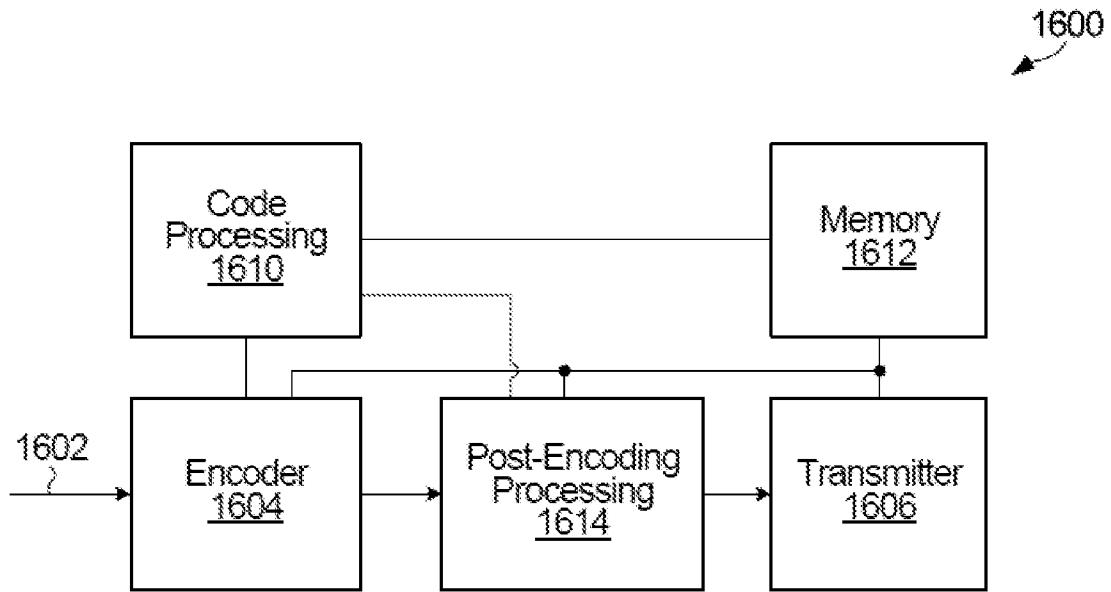 1600
Code
Processing
1610
Memory
1612
1602
Encoder
1604
Post-Encoding
Processing
1614
Transmitter
1606